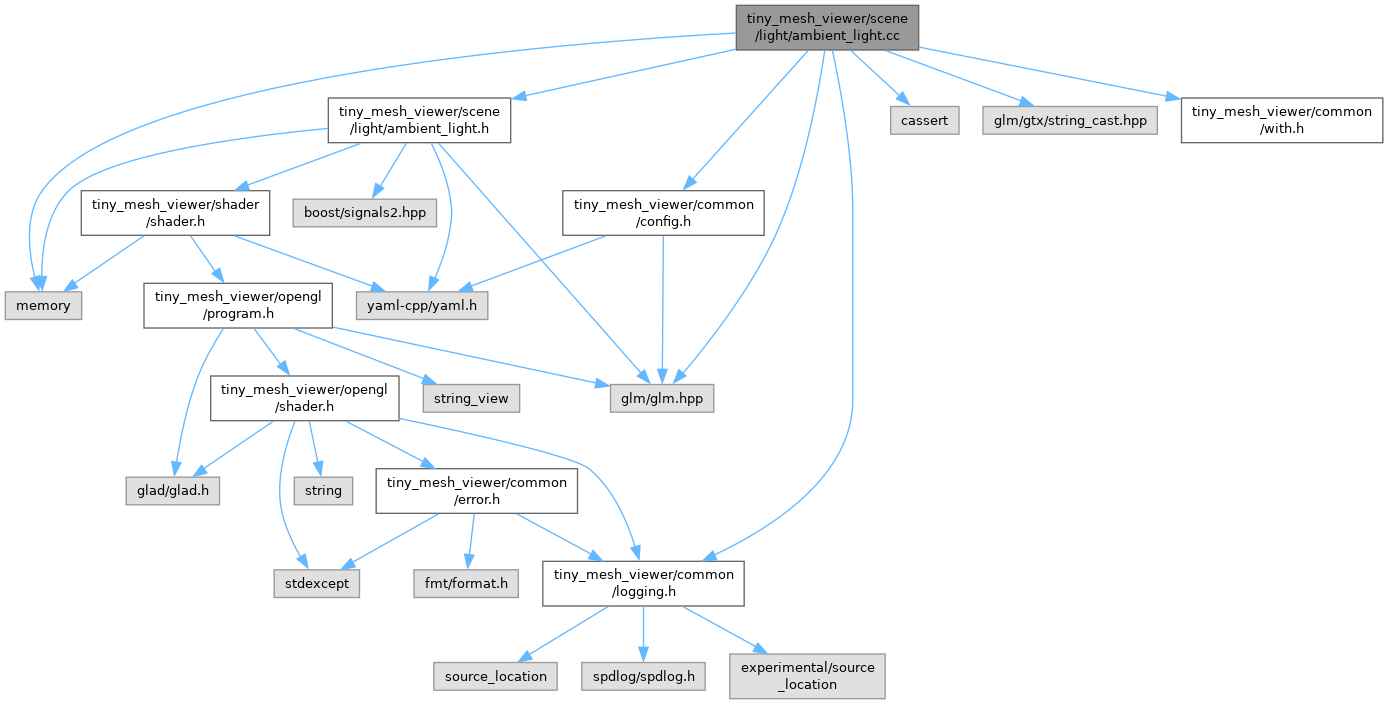 tiny_mesh_viewer/scene
/light/ambient_light.cc
tiny_mesh_viewer/scene
/light/ambient_light.h
cassert
glm/gtx/string_cast.hpp
tiny_mesh_viewer/common
/with.h
tiny_mesh_viewer/shader
/shader.h
boost/signals2.hpp
tiny_mesh_viewer/common
/config.h
memory
tiny_mesh_viewer/opengl
/program.h
yaml-cpp/yaml.h
tiny_mesh_viewer/opengl
/shader.h
string_view
glm/glm.hpp
glad/glad.h
string
tiny_mesh_viewer/common
/error.h
stdexcept
fmt/format.h
tiny_mesh_viewer/common
/logging.h
source_location
spdlog/spdlog.h
experimental/source
_location